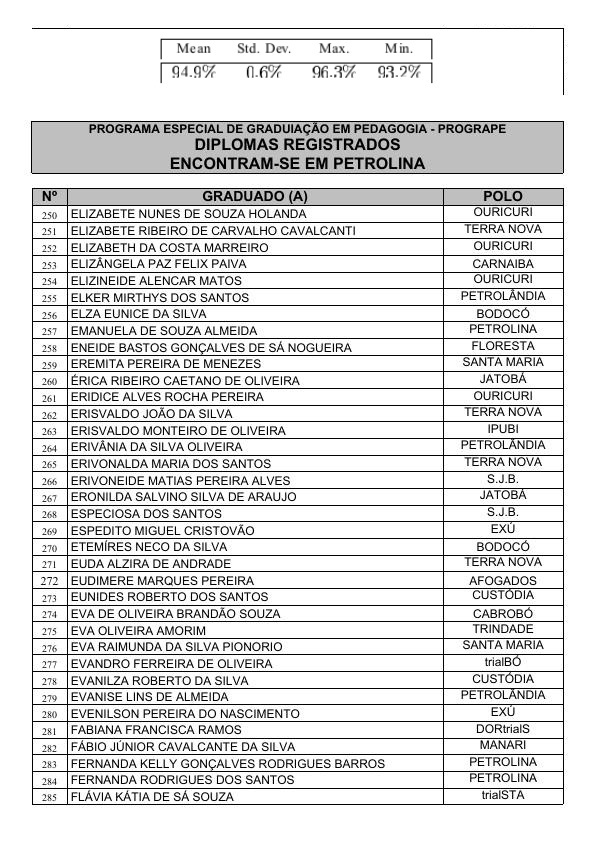 Mean Std. Dev. Max. Min.
94.9% 0.6% 96.3% 93.2%
PROGRAMA ESPECIAL DE GRADUIAÇÃO EM PEDAGOGIA - PROGRAPE
DIPLOMAS REGISTRADOS
ENCONTRAM-SE EM PETROLINA
Nº GRADUADO (A) POLO
250 ELIZABETE NUNES DE SOUZA HOLANDA OURICURI
251 ELIZABETE RIBEIRO DE CARVALHO CAVALCANTI TERRA NOVA
252 ELIZABETH DA COSTA MARREIRO OURICURI
253 ELIZÂNGELA PAZ FELIX PAIVA CARNAIBA
254 ELIZINEIDE ALENCAR MATOS OURICURI
255 ELKER MIRTHYS DOS SANTOS PETROLÂNDIA
256 ELZA EUNICE DA SILVA BODOCÓ
257 EMANUELA DE SOUZA ALMEIDA PETROLINA
258 ENEIDE BASTOS GONÇALVES DE SÁ NOGUEIRA FLORESTA
259 EREMITA PEREIRA DE MENEZES SANTA MARIA
260 ÉRICA RIBEIRO CAETANO DE OLIVEIRA JATOBÁ
261 ERIDICE ALVES ROCHA PEREIRA OURICURI
262 ERISVALDO JOÃO DA SILVA TERRA NOVA
263 ERISVALDO MONTEIRO DE OLIVEIRA IPUBI
264 ERIVÂNIA DA SILVA OLIVEIRA PETROLÂNDIA
265 ERIVONALDA MARIA DOS SANTOS TERRA NOVA
266 ERIVONEIDE MATIAS PEREIRA ALVES S.J.B.
267 ERONILDA SALVINO SILVA DE ARAUJO JATOBÁ
268 ESPECIOSA DOS SANTOS S.J.B.
269 ESPEDITO MIGUEL CRISTOVÃO EXÚ
270 ETEMÍRES NECO DA SILVA BODOCÓ
271 EUDA ALZIRA DE ANDRADE TERRA NOVA
272 EUDIMERE MARQUES PEREIRA AFOGADOS
273 EUNIDES ROBERTO DOS SANTOS CUSTÓDIA
274 EVA DE OLIVEIRA BRANDÃO SOUZA CABROBÓ
275 EVA OLIVEIRA AMORIM TRINDADE
276 EVA RAIMUNDA DA SILVA PIONORIO SANTA MARIA
277 EVANDRO FERREIRA DE OLIVEIRA trialBÓ
278 EVANILZA ROBERTO DA SILVA CUSTÓDIA
279 EVANISE LINS DE ALMEIDA PETROLÂNDIA
280 EVENILSON PEREIRA DO NASCIMENTO EXÚ
281 FABIANA FRANCISCA RAMOS DORtrialS
282 FÁBIO JÚNIOR CAVALCANTE DA SILVA MANARI
283 FERNANDA KELLY GONÇALVES RODRIGUES BARROS PETROLINA
284 FERNANDA RODRIGUES DOS SANTOS PETROLINA
285 FLÁVIA KÁTIA DE SÁ SOUZA trialSTA